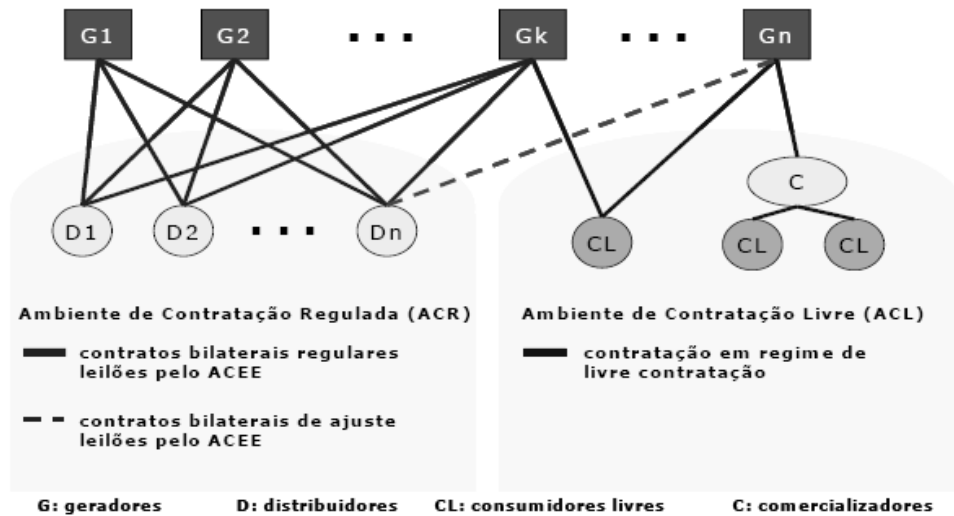 G1 G2 ... Gk ... Gn
C
D1 D2 ... Dn CL CL CL
Ambiente de Contratação Regulada (ACR)
contratos bilaterais regulares
leilões pelo ACEE
contratos bilaterais de ajuste
leilões pelo ACEE
Ambiente de Contratação Livre (ACL)
contratação em regime de
livre contratação
G: geradores D: distribuidores CL: consumidores livres C: comercializadores